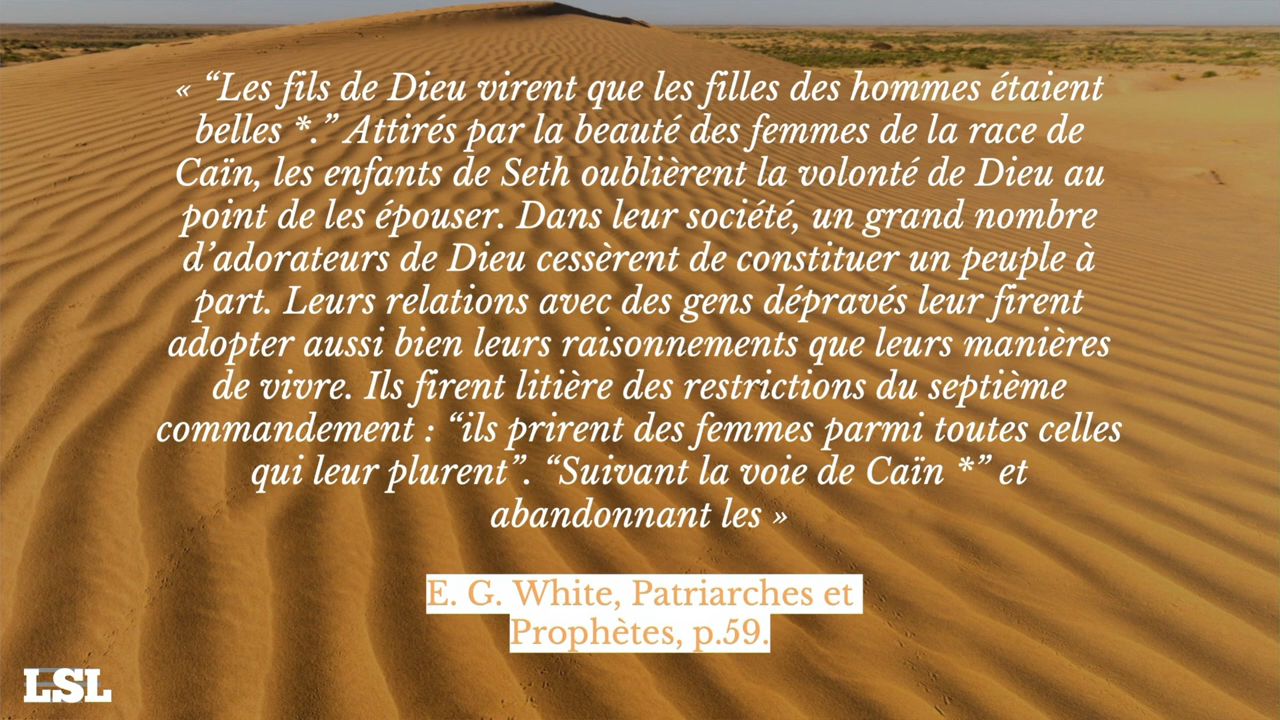 « “Les fils de Dieu virent que les filles des hommes étaient
belles *.” Attirés par la beauté des femmes de la race de
Caïn, les enfants de Seth oublièrent la volonté de Dieu au
point de les épouser. Dans leur société, un grand nombre
d’adorateurs de Dieu cessèrent de constituer un peuple à
part. Leurs relations avec des gens dépravés leur firent
adopter aussi bien leurs raisonnements que leurs manières
de vivre. Ils firent litière des restrictions du septième
commandement : “ils prirent des femmes parmi toutes celles
qui leur plurent”. “Suivant la voie de Caïn *” et
abandonnant les »
E. G. White, Patriarches et
Prophètes, p.59.
LSL